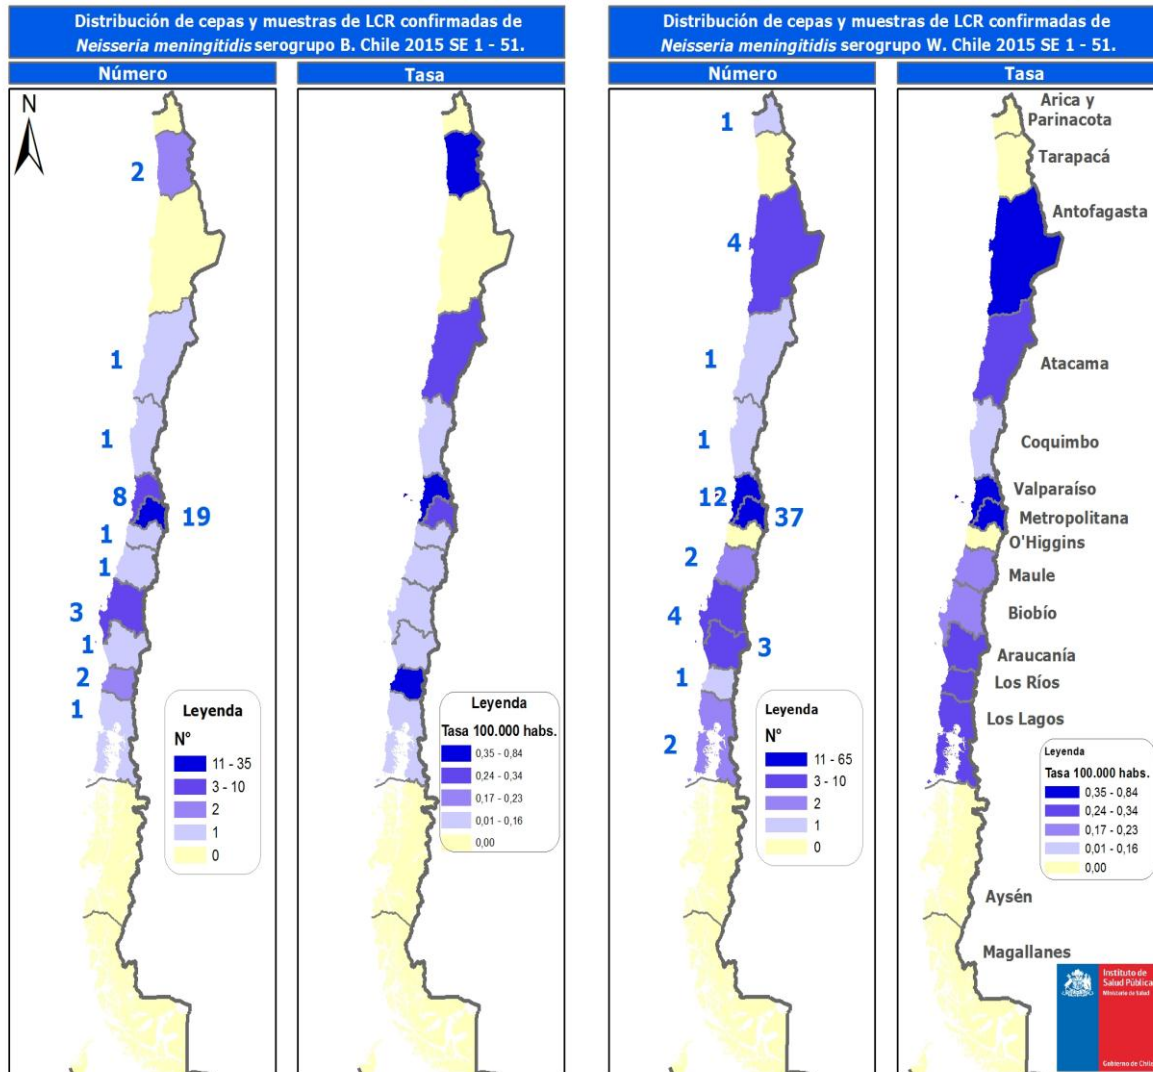 Distribución de cepas y muestras de LCR confirmadas de
Neisseria meningitidis serogrupo B. Chile 2015 SE 1 - 51.
Número
Tasa
N
2
1
1
8
19
1
1
3
1
2
1
Leyenda
N°
11 - 35
3 - 10
2
1
0
Leyenda
Tasa 100.000 habs.
0,35 - 0,84
0,24 - 0,34
0,17 - 0,23
0,01 - 0,16
0,00
Distribución de cepas y muestras de LCR confirmadas de
Neisseria meningitidis serogrupo W. Chile 2015 SE 1 - 51.
Número
Tasa
1
4
1
1
12
37
2
4
3
1
2
Leyenda
N°
11 - 65
3 - 10
2
1
0
Arica y
Parinacota
Tarapacá
Antofagasta
Atacama
Coquimbo
Valparaíso
Metropolitana
O'Higgins
Maule
Biobío
Araucanía
Los Ríos
Los Lagos
Leyenda
Tasa 100.000 habs.
0,35 - 0,84
0,24 - 0,34
0,17 - 0,23
0,01 - 0,16
0,00
Aysén
Magallanes
Instituto de
Salud Pública
Ministerio de Salud
Gobierno de Chile